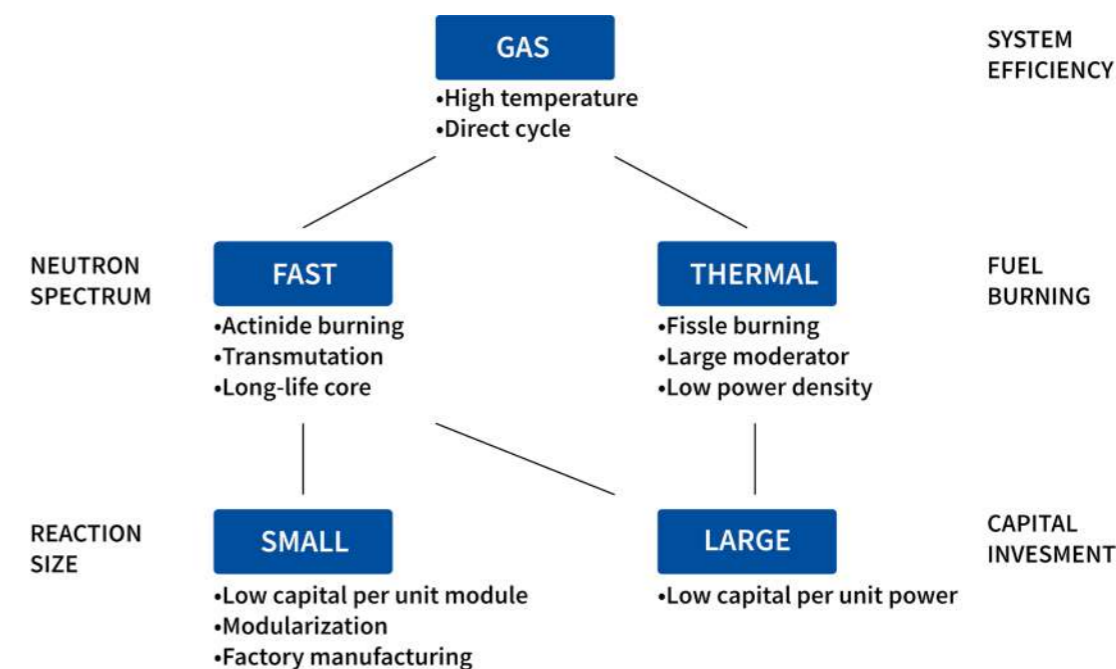 GAS
SYSTEM
EFFICIENCY
•High temperature
•Direct cycle
NEUTRON
SPECTRUM
FAST
THERMAL
FUEL
BURNING
•Actinide burning
•Transmutation
•Long-life core
•Fissle burning
•Large moderator
•Low power density
REACTION
SIZE
SMALL
LARGE
CAPITAL
INVESMENT
•Low capital per unit module
•Modularization
•Factory manufacturing
•Low capital per unit power